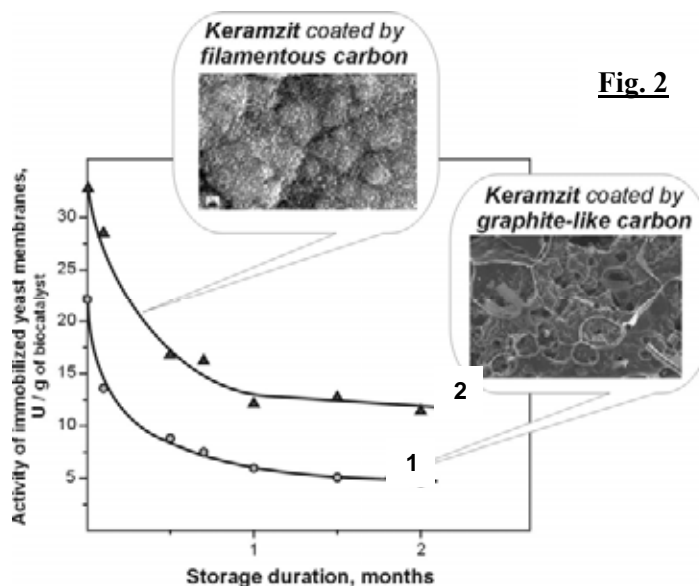 Keramzit coated by
filamentous carbon
Fig. 2
Keramzit coated by
graphite-like carbon
Activity of immobilized yeast membranes,
U / g of biocatalyst
30
25
20
15
10
5
2
1
1
2
Storage duration, months